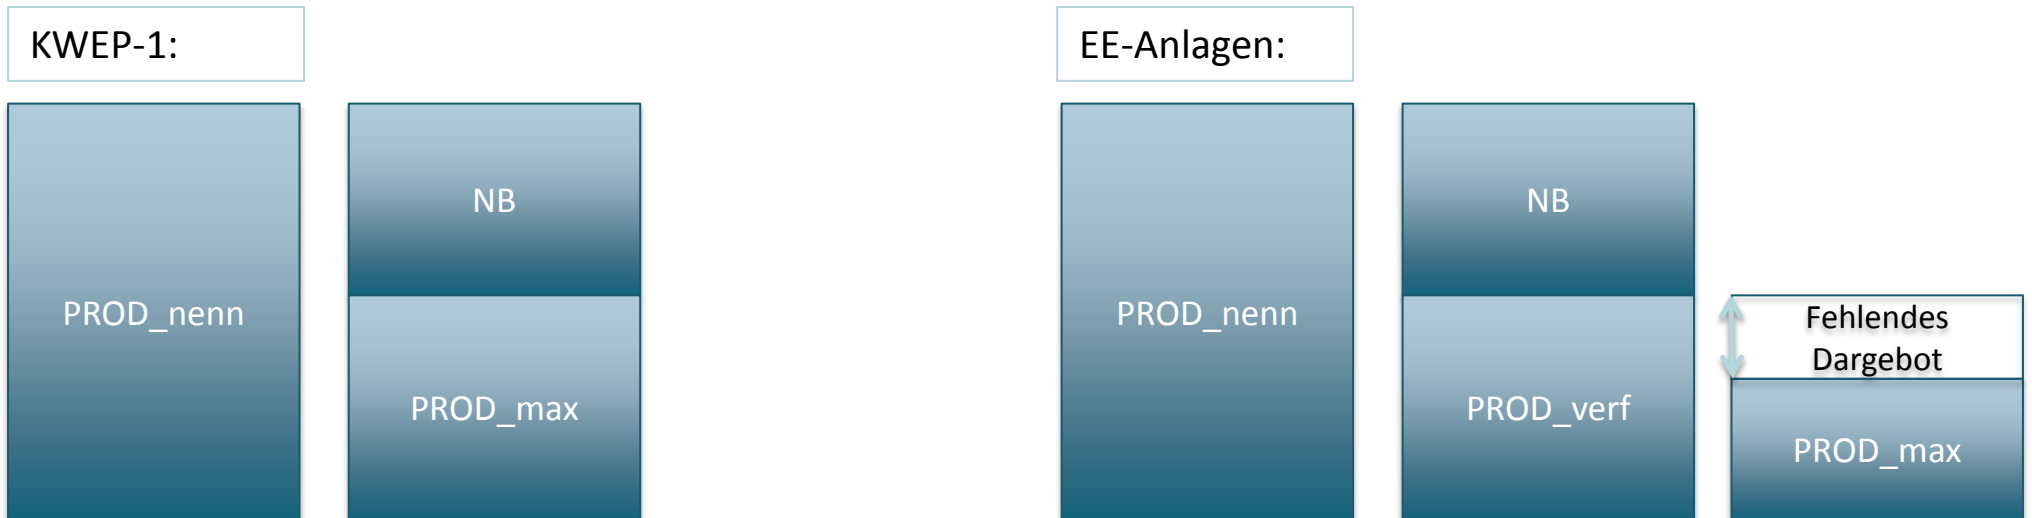 KWEP-1:
PROD_nenn
NB
PROD_max
EE-Anlagen:
PROD_nenn
NB
PROD_verf
Fehlendes
Dargebot
PROD_max